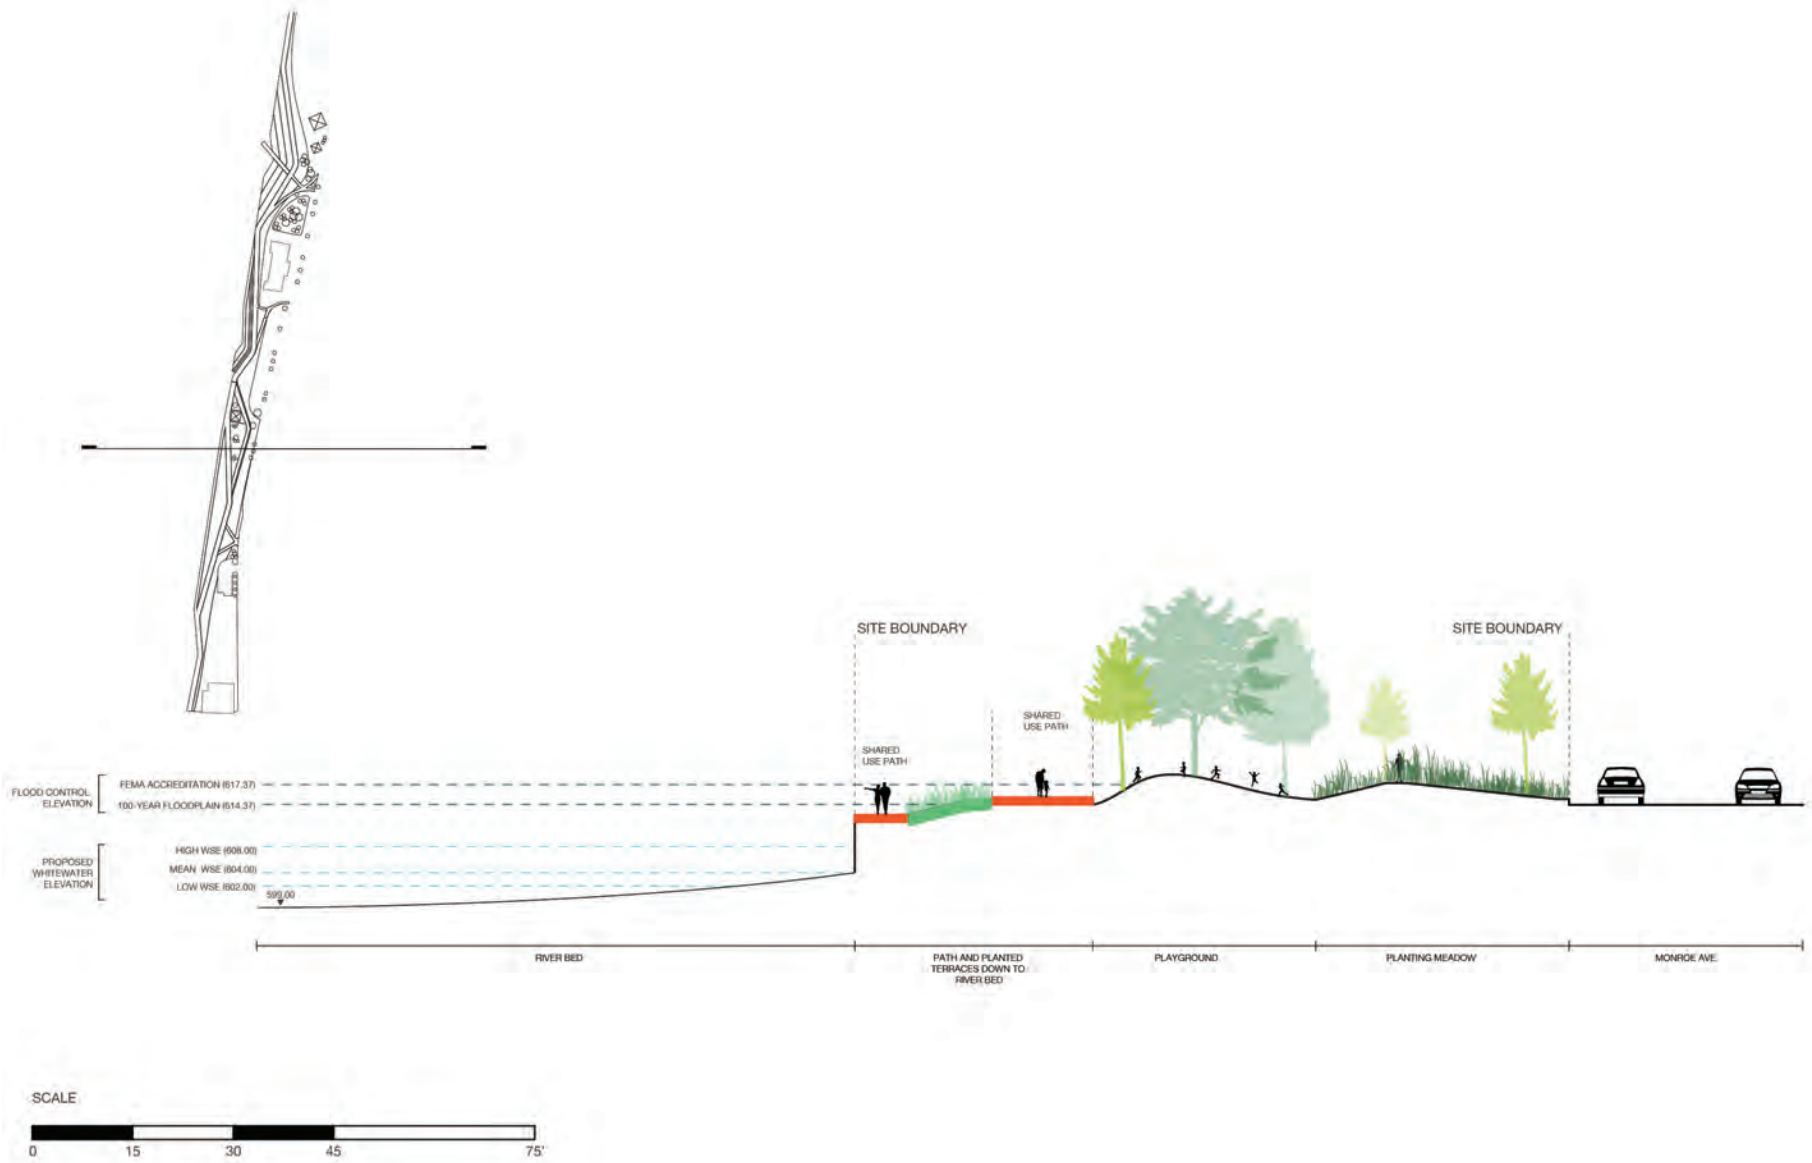 SITE BOUNDARY
SITE BOUNDARY
SHARED
USE PATH
SHARED
USE PATH
FLOOD CONTROL
ELEVATION
FEMA ACCREDITATION (617.37)
100-YEAR FLOODPLAIN (614.37)
PROPOSED
WHITEWATER
ELEVATION
HIGH WSE (608.00)
MEAN WSE (604.00)
LOW WSE (602.00)
599.00
RIVER BED
PATH AND PLANTED
TERRACES DOWN TO
RIVER BED
PLAYGROUND
PLANTING MEADOW
MONROE AVE.
SCALE
0 15 30 45 75'